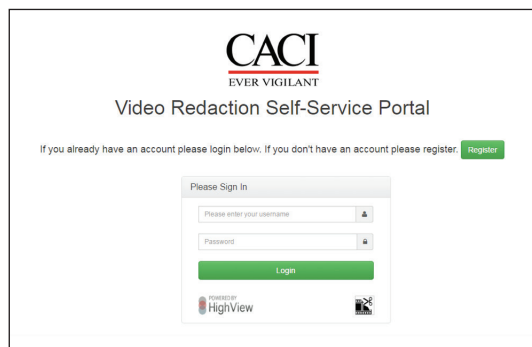 CACI
EVER VIGILANT
Video Redaction Self-Service Portal
If you already have an account please login below. If you don't have an account please register. Register
Please Sign In
Please enter your username
Password
Login
POWERED BY
HighView